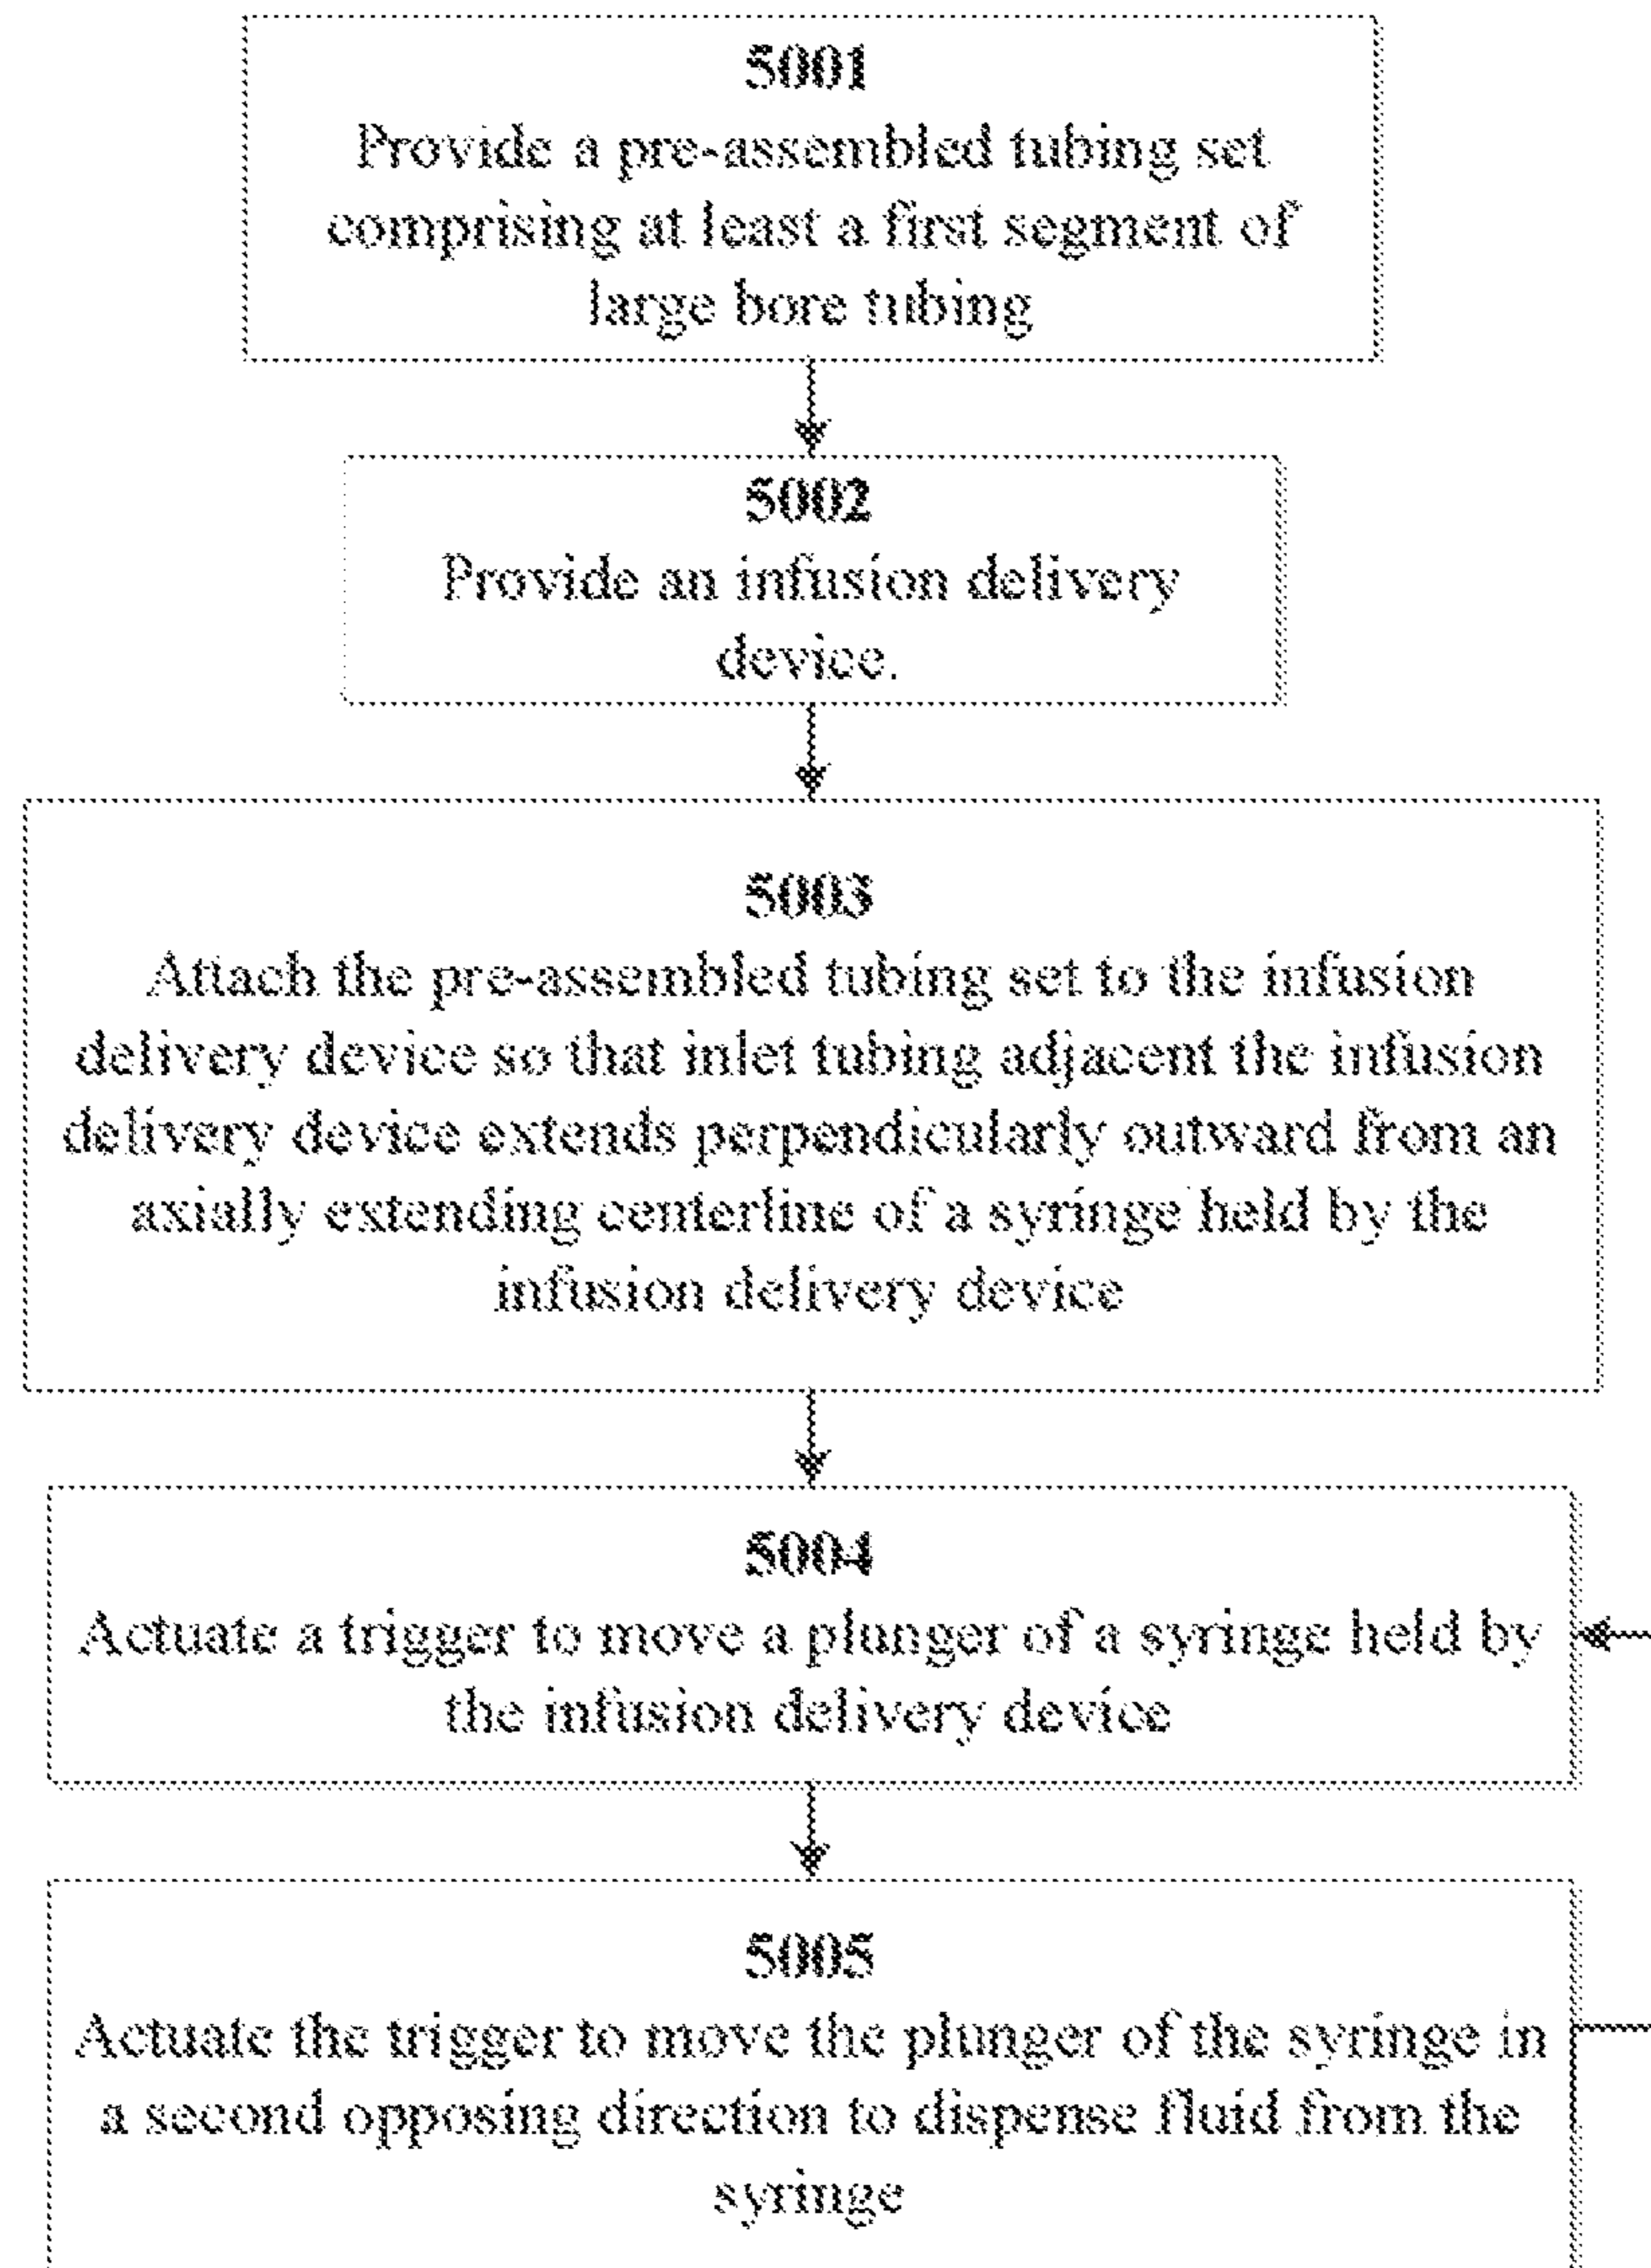 5001
Provide a pre-assembled tubing set
comprising at least a first segment of
large bore tubing
5002
Provide an infusion delivery
device.
5003
Attach the pre-assembled tubing set to the infusion
delivery device so that inlet tubing adjacent the infusion
delivery device extends perpendicularly outward from an
axially extending centerline of a syringe held by the
infusion delivery device
5004
Actuate a trigger to move a plunger of a syringe held by
the infusion delivery device
5005
Actuate the trigger to move the plunger of the syringe in
a second opposing direction to dispense fluid from the
syringe